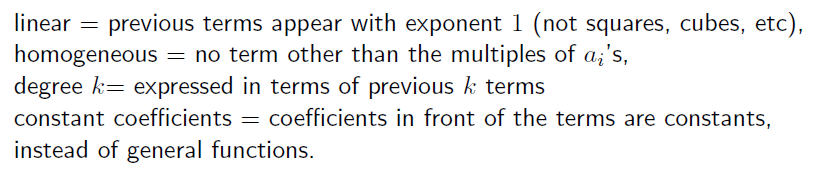 linear = previous terms appear with exponent 1 (not squares, cubes, etc),
homogeneous = no term other than the multiples of aᵢ's,
degree k= expressed in terms of previous k terms
constant coefficients = coefficients in front of the terms are constants,
instead of general functions.